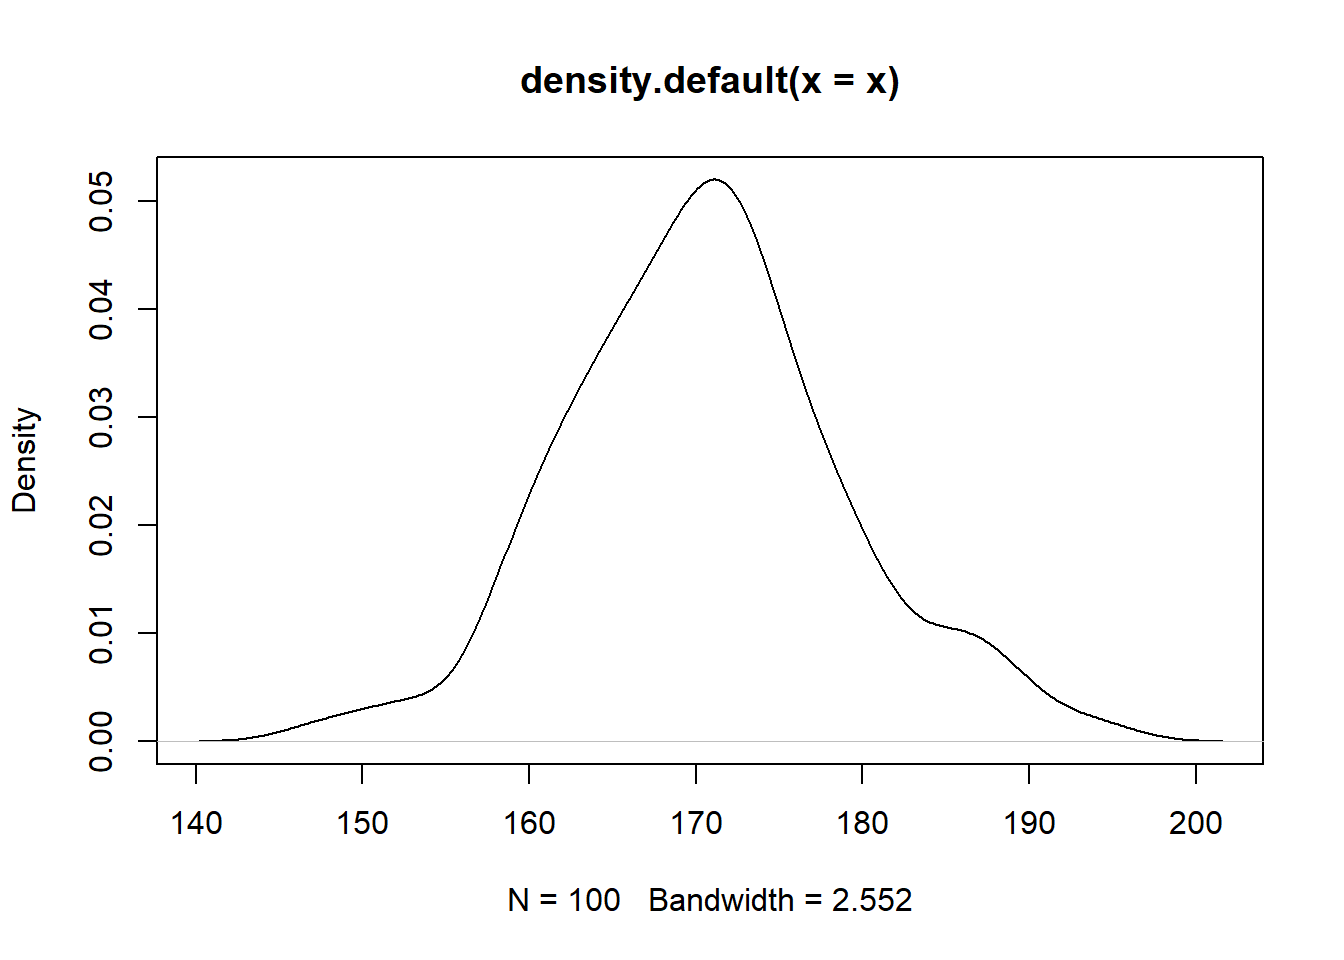 density.default(x = x)
Density
0.05
0.04
0.03
0.02
0.01
0.00
140 150 160 170 180 190 200
N = 100 Bandwidth = 2.552